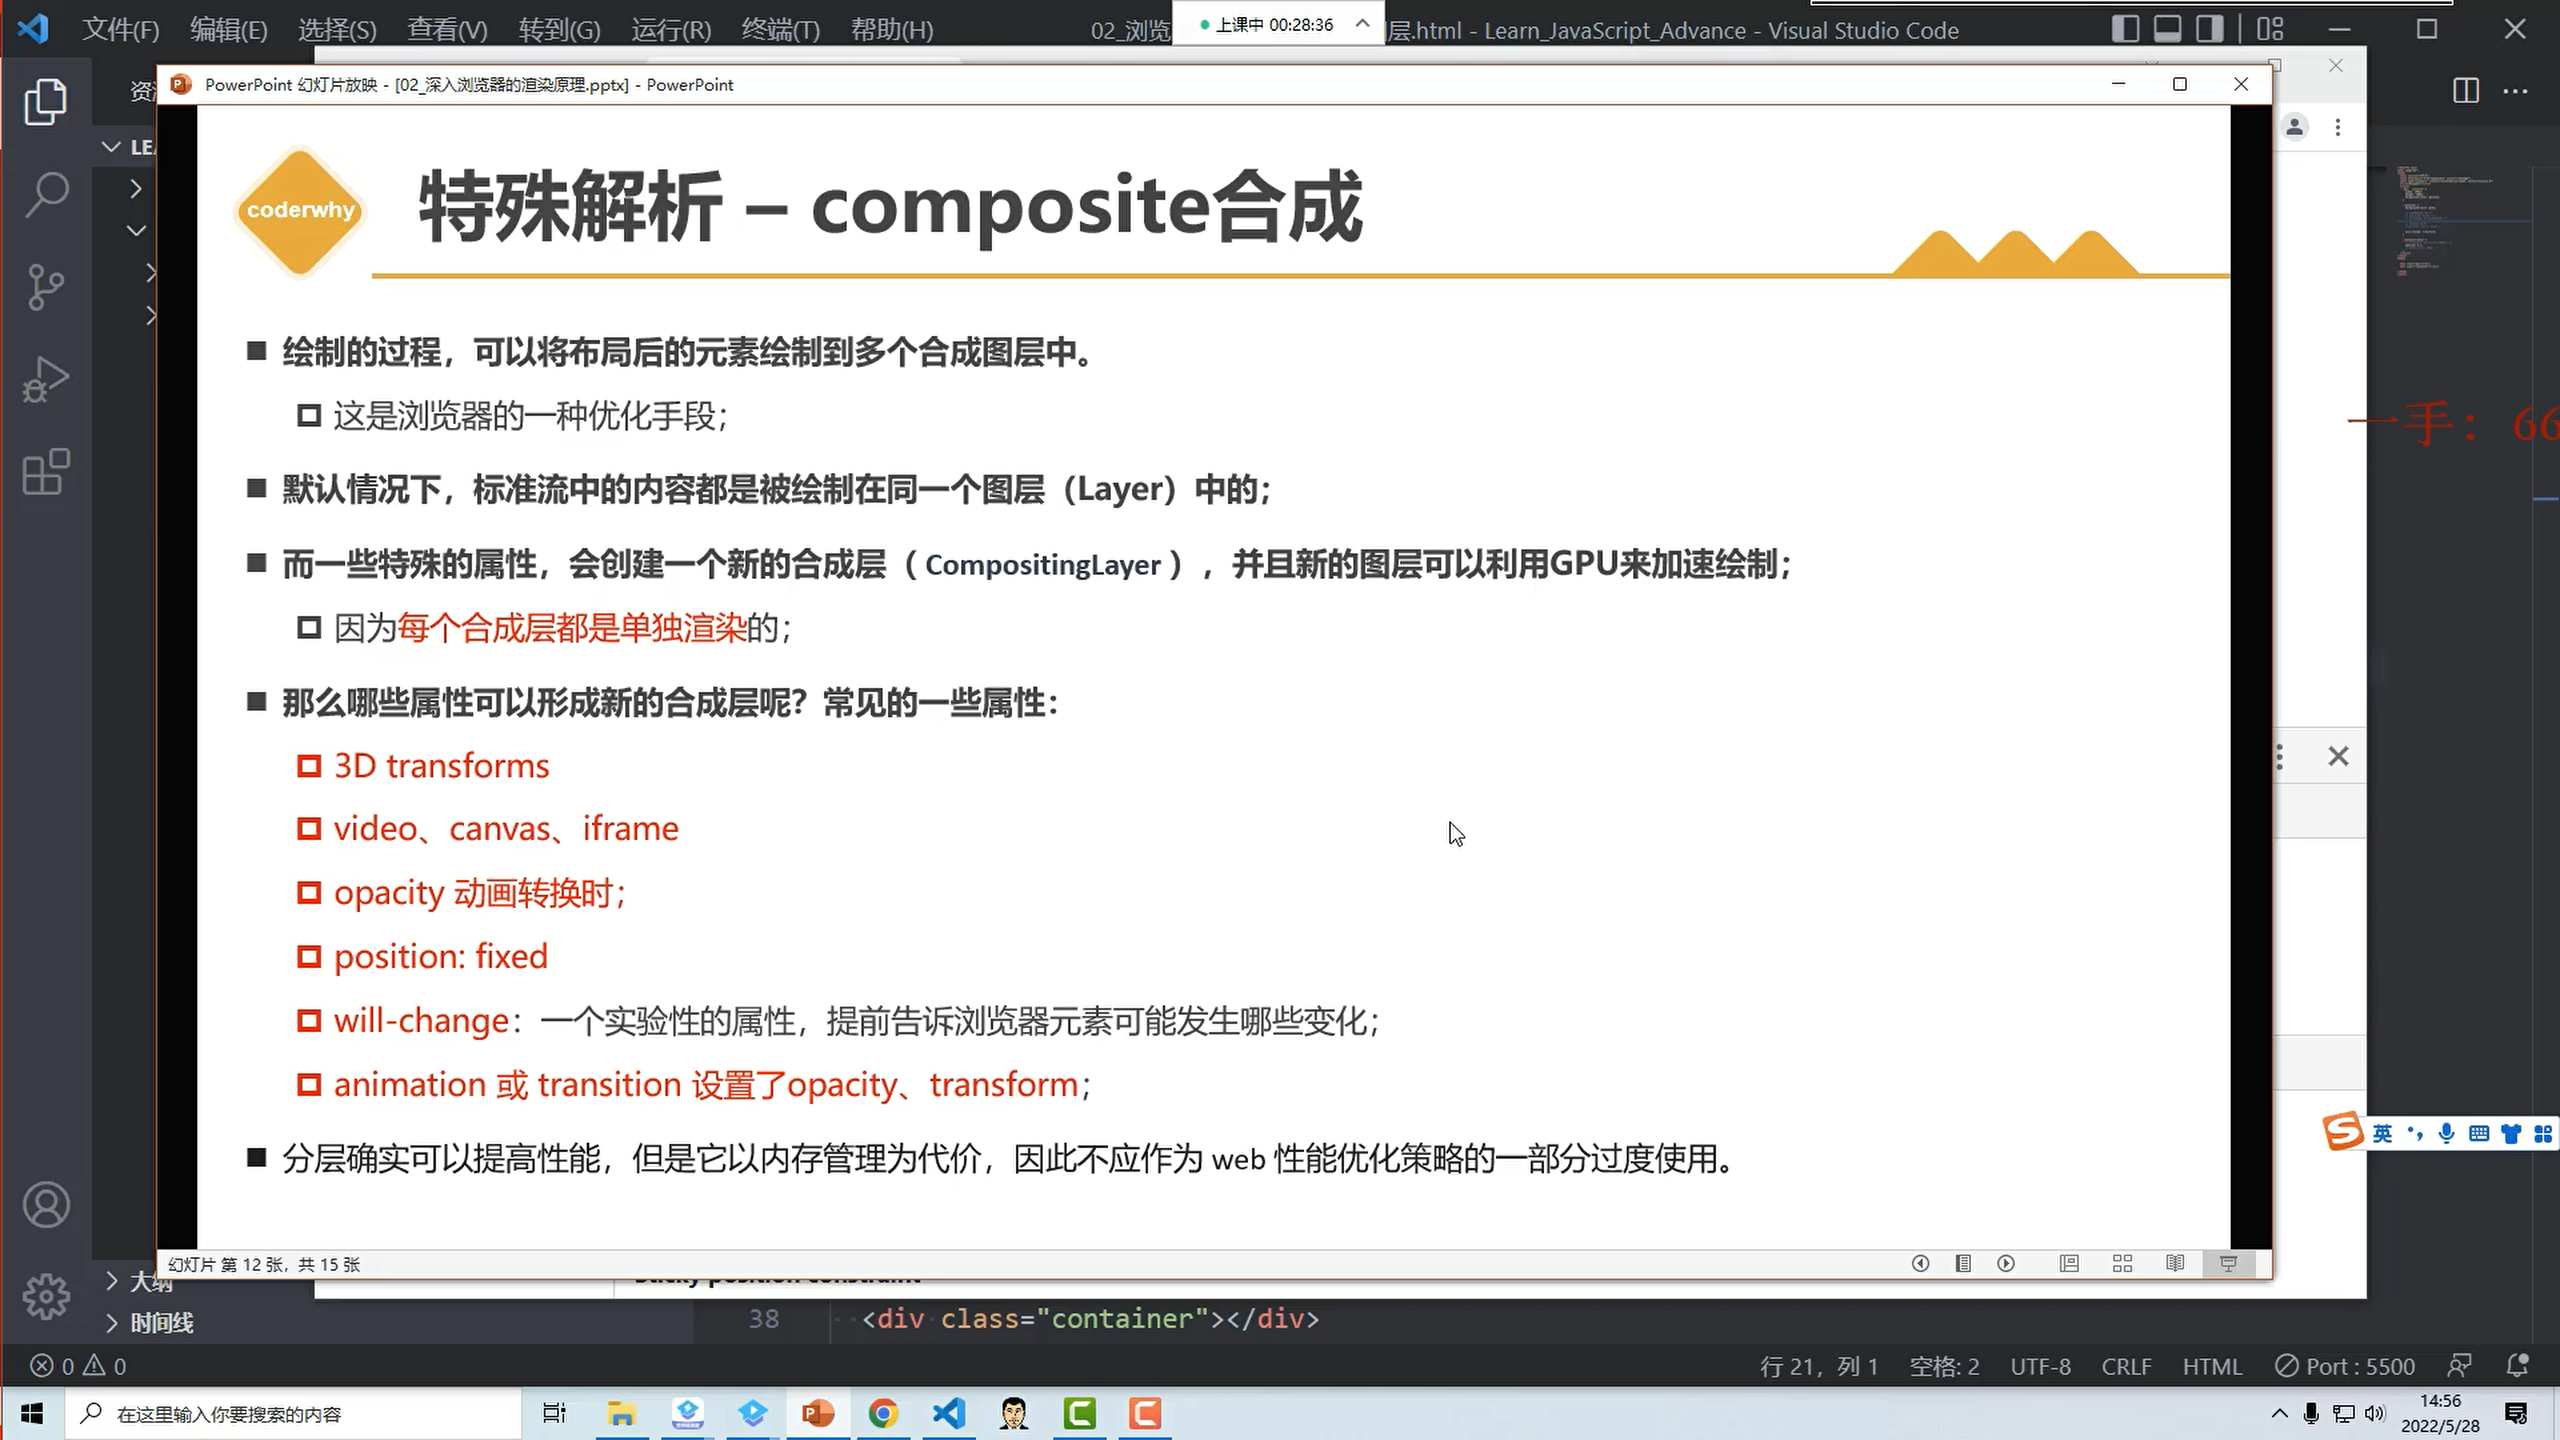 文件(F) 编辑(E) 选择(S) 查看(V) 转到(G) 运行(R) 终端(T) 帮助(H)
02_浏览
上课中 00:28:36
层.html - Learn_JavaScript_Advance - Visual Studio Code
PowerPoint 幻灯片放映 - [02_深入浏览器的渲染原理.pptx] - PowerPoint
coderwhy
特殊解析 – composite合成
绘制的过程，可以将布局后的元素绘制到多个合成图层中。
这是浏览器的一种优化手段；
默认情况下，标准流中的内容都是被绘制在同一个图层（Layer）中的；
而一些特殊的属性，会创建一个新的合成层（ CompositingLayer ），并且新的图层可以利用GPU来加速绘制；
因为每个合成层都是单独渲染的；
那么哪些属性可以形成新的合成层呢？常见的一些属性：
3D transforms
video、canvas、iframe
opacity 动画转换时；
position: fixed
will-change：一个实验性的属性，提前告诉浏览器元素可能发生哪些变化；
animation 或 transition 设置了opacity、transform；
分层确实可以提高性能，但是它以内存管理为代价，因此不应作为 web 性能优化策略的一部分过度使用。
一手：66
英
幻灯片 第 12 张，共 15 张
大纲
时间线
38 <div class="container"></div>
0 0
行 21，列 1 空格: 2 UTF-8 CRLF HTML Port : 5500
在这里输入你要搜索的内容
14:56
2022/5/28